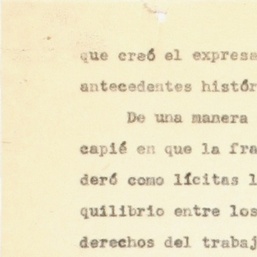 que creó el expresa
antecedentes histór
De una manera
capié en que la fra
deró como lícitas l
quilibrio entre los
derechos del trabaj